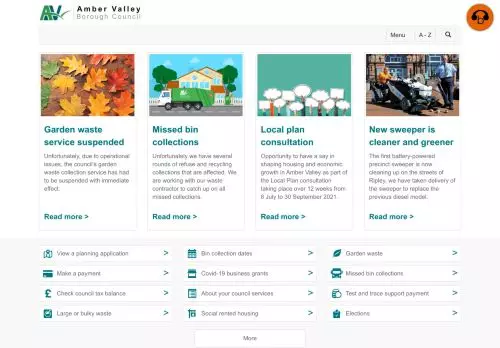 Amber Valley
Borough Council
Menu
A - Z
Garden waste
service suspended
Unfortunately, due to operational
issues, the council's garden
waste collection service has had
to be suspended with immediate
effect.
Read more >
Missed bin
collections
Unfortunately we have several
rounds of refuse and recycling
collections that are affected. We
are working with our waste
contractor to catch up on all
missed collections.
Read more >
Local plan
consultation
Opportunity to have a say in
shaping housing and economic
growth in Amber Valley as part of
the Local Plan consultation
taking place over 12 weeks from
8 July to 30 September 2021.
Read more >
New sweeper is
cleaner and greener
The first battery-powered
precinct sweeper is now
cleaning up on the streets of
Ripley, we have taken delivery of
the sweeper to replace the
previous diesel model.
Read more >
View a planning application >
Bin collection dates >
Garden waste >
Make a payment >
Covid-19 business grants >
Missed bin collections >
Check council tax balance >
About your council services >
Test and trace support payment >
Large or bulky waste >
Social rented housing >
Elections >
More